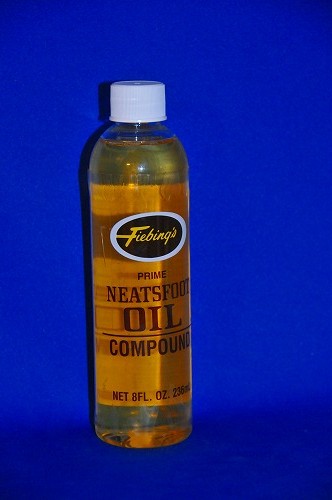 Fiebing's
PRIME
NEATSFOOT
OIL
COMPOUND
NET 8FL. OZ. 236mL